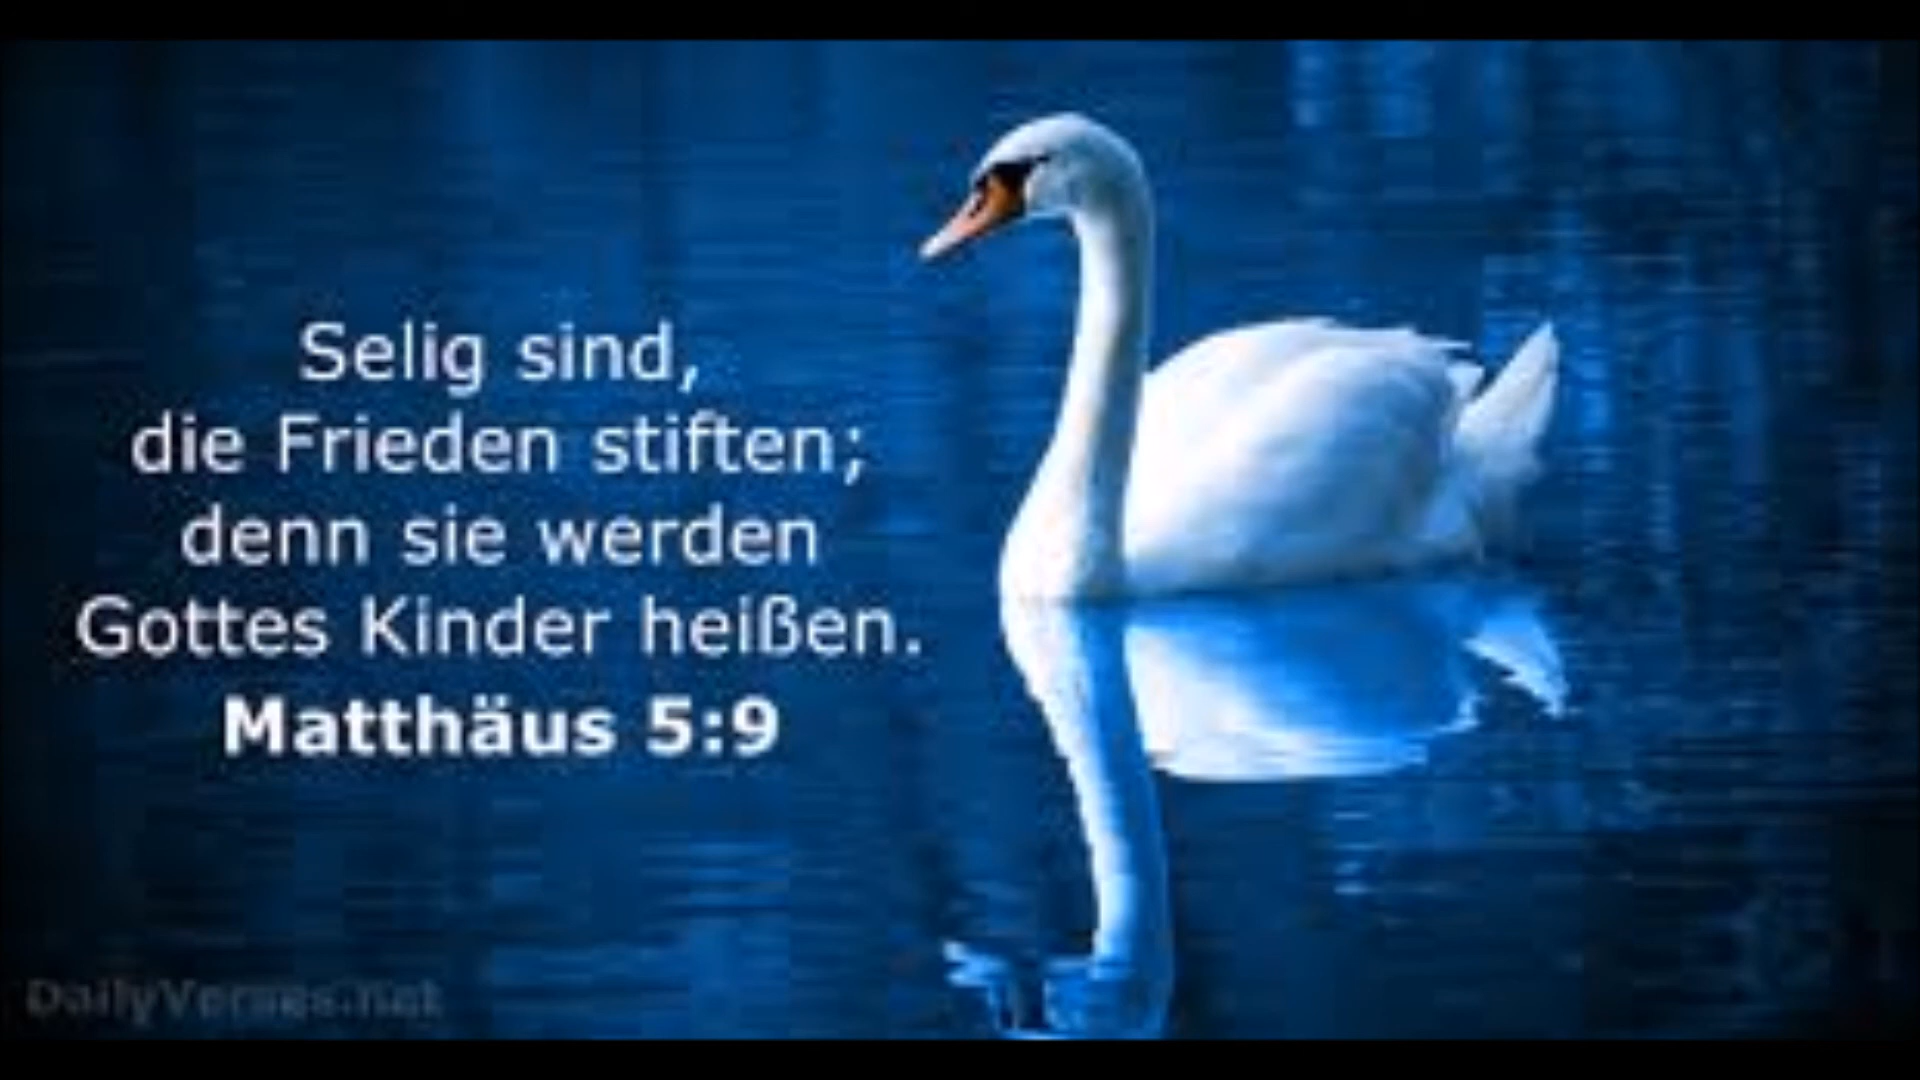 Selig sind,
die Frieden stiften;
denn sie werden
Gottes Kinder heißen.
Matthäus 5:9
DailyVerses.net